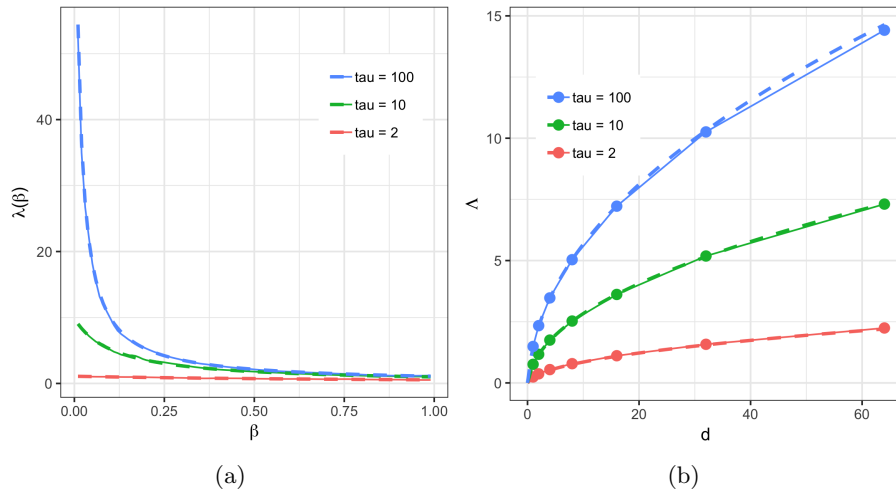 40
20
0
λ(β)
0.00
0.25
0.50
0.75
1.00
β
tau = 100
tau = 10
tau = 2
(a)
15
10
5
0
Λ
0
20
40
60
d
tau = 100
tau = 10
tau = 2
(b)